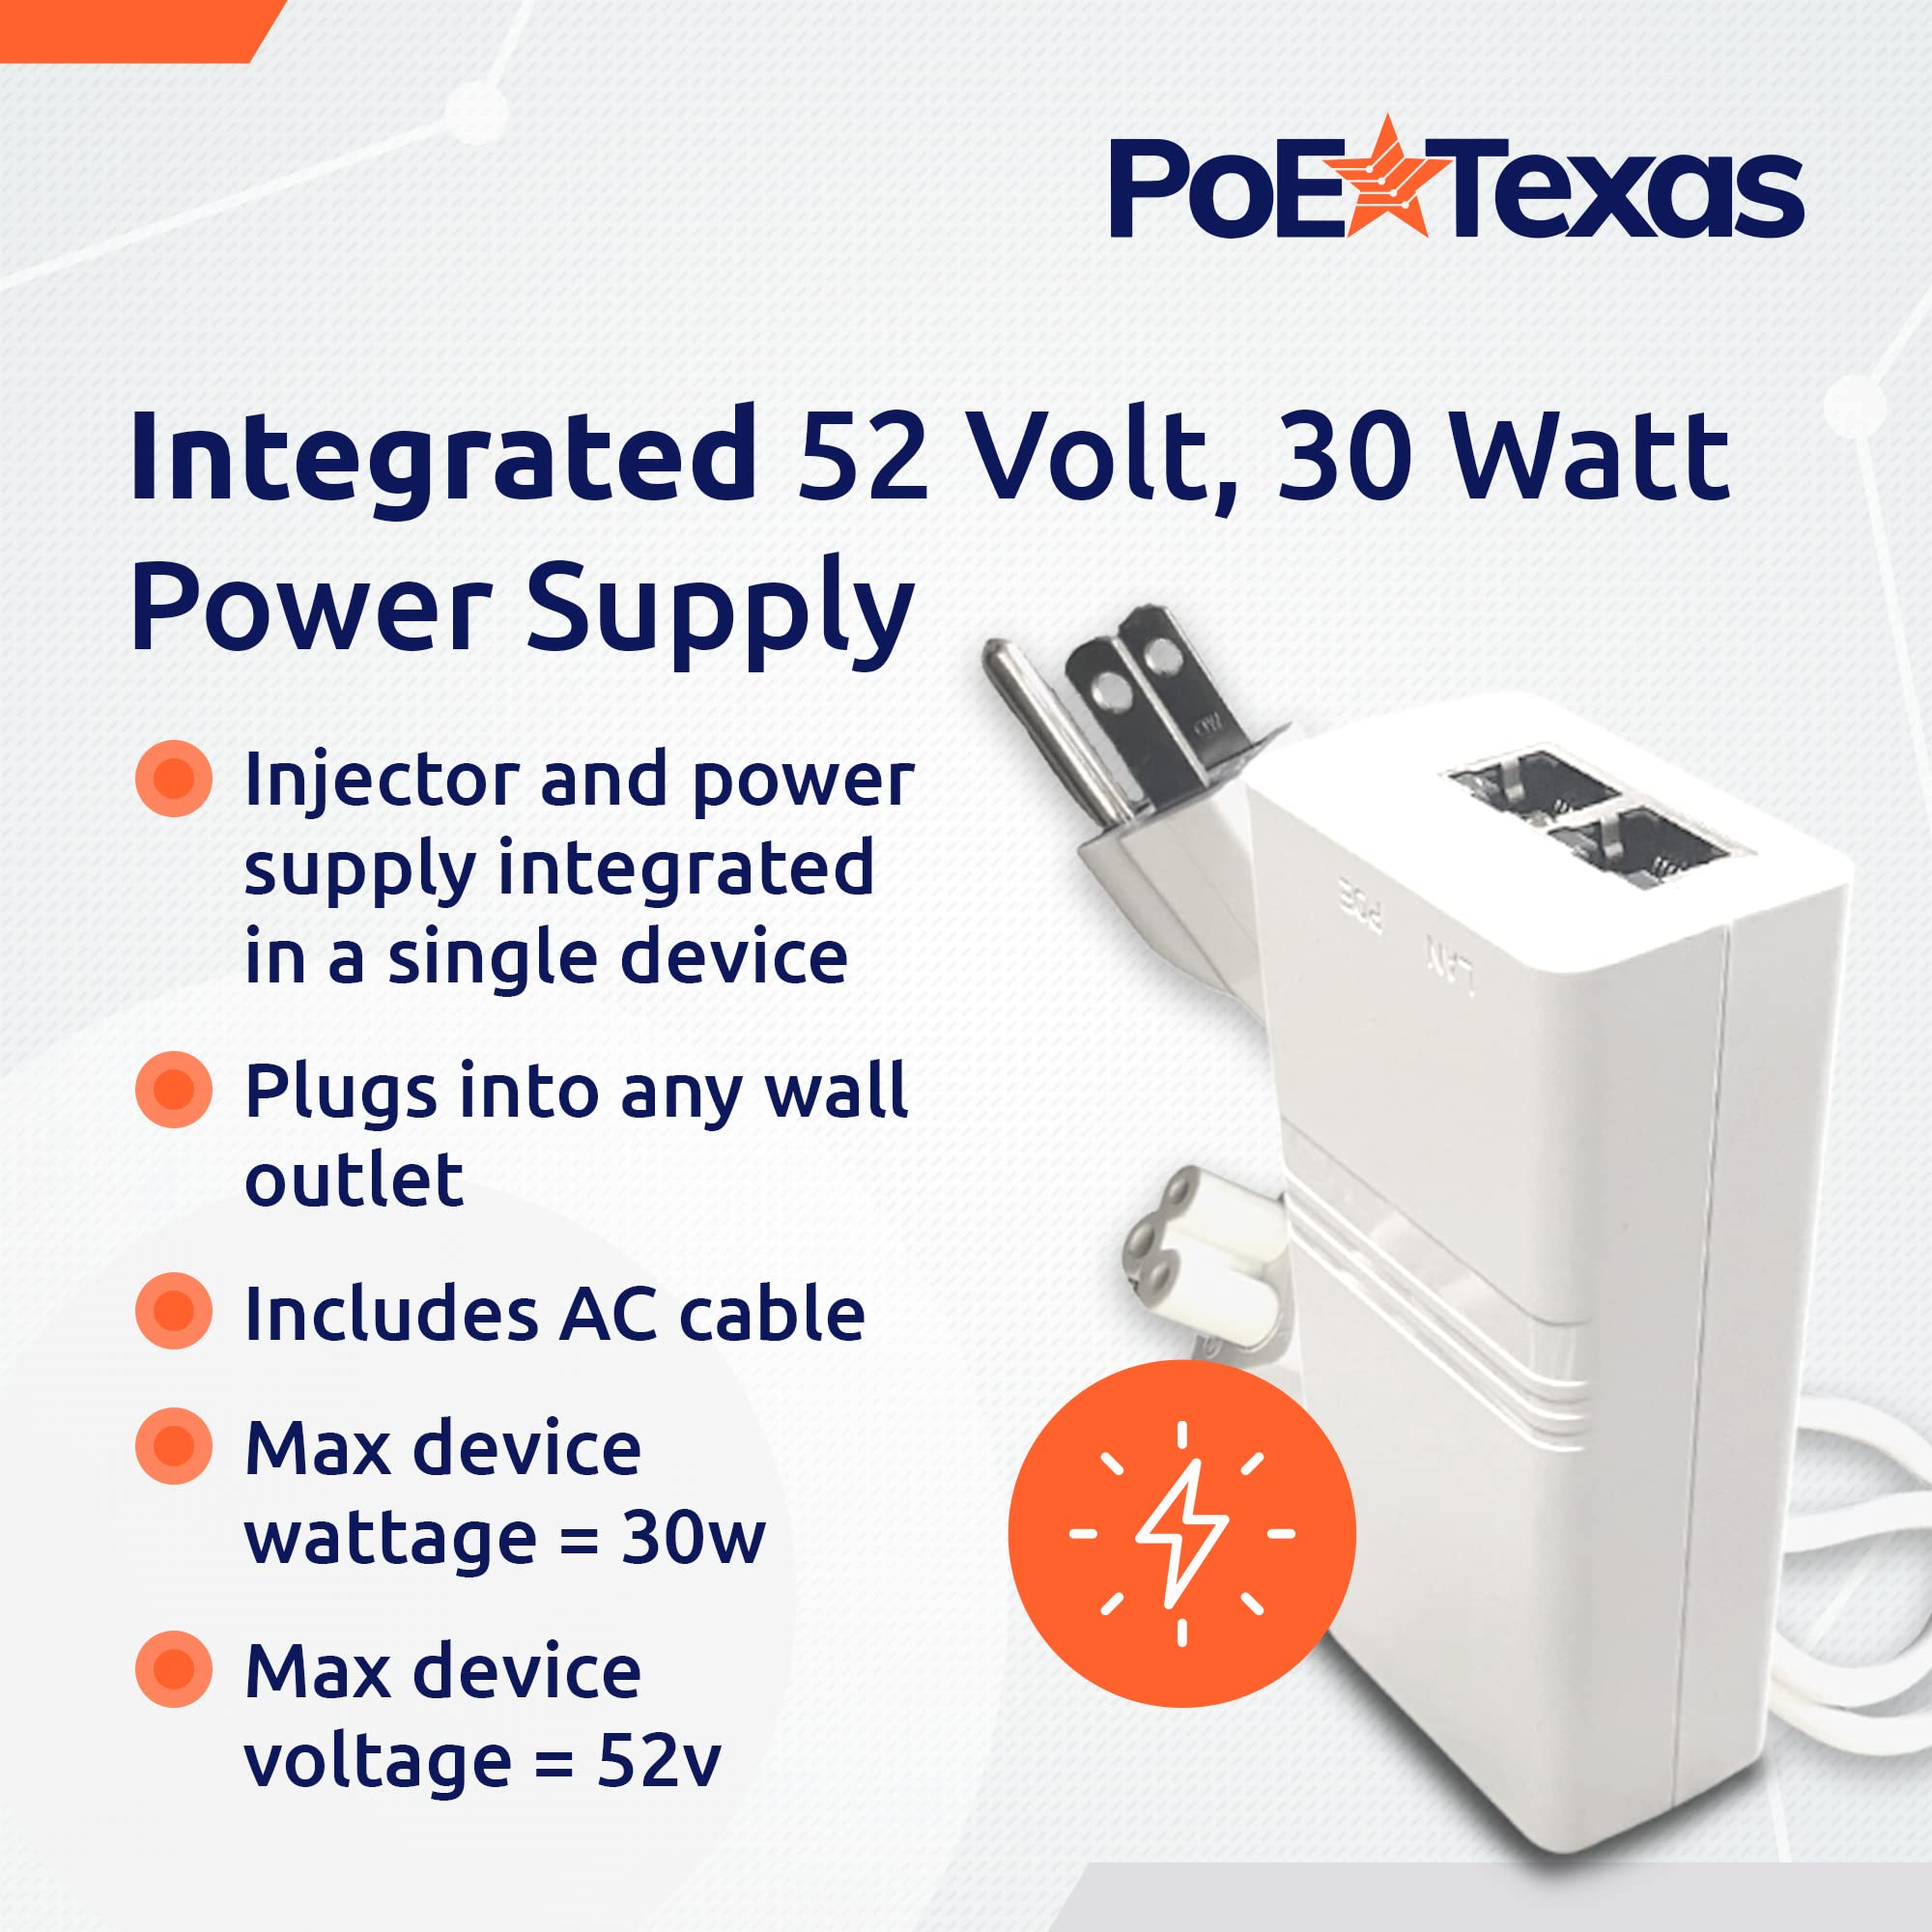 PoE Texas
Integrated 52 Volt, 30 Watt
Power Supply
Injector and power
supply integrated
in a single device
Plugs into any wall
outlet
Includes AC cable
Max device
wattage = 30w
Max device
voltage = 52v
POE
LAN